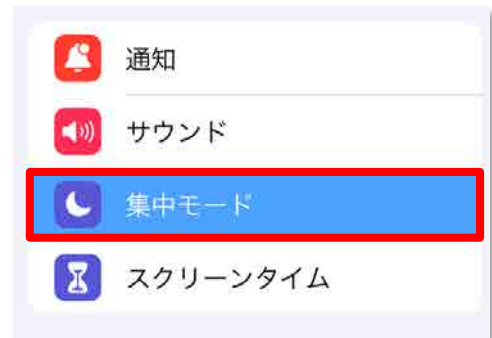 通知
サウンド
集中モード
スクリーンタイム